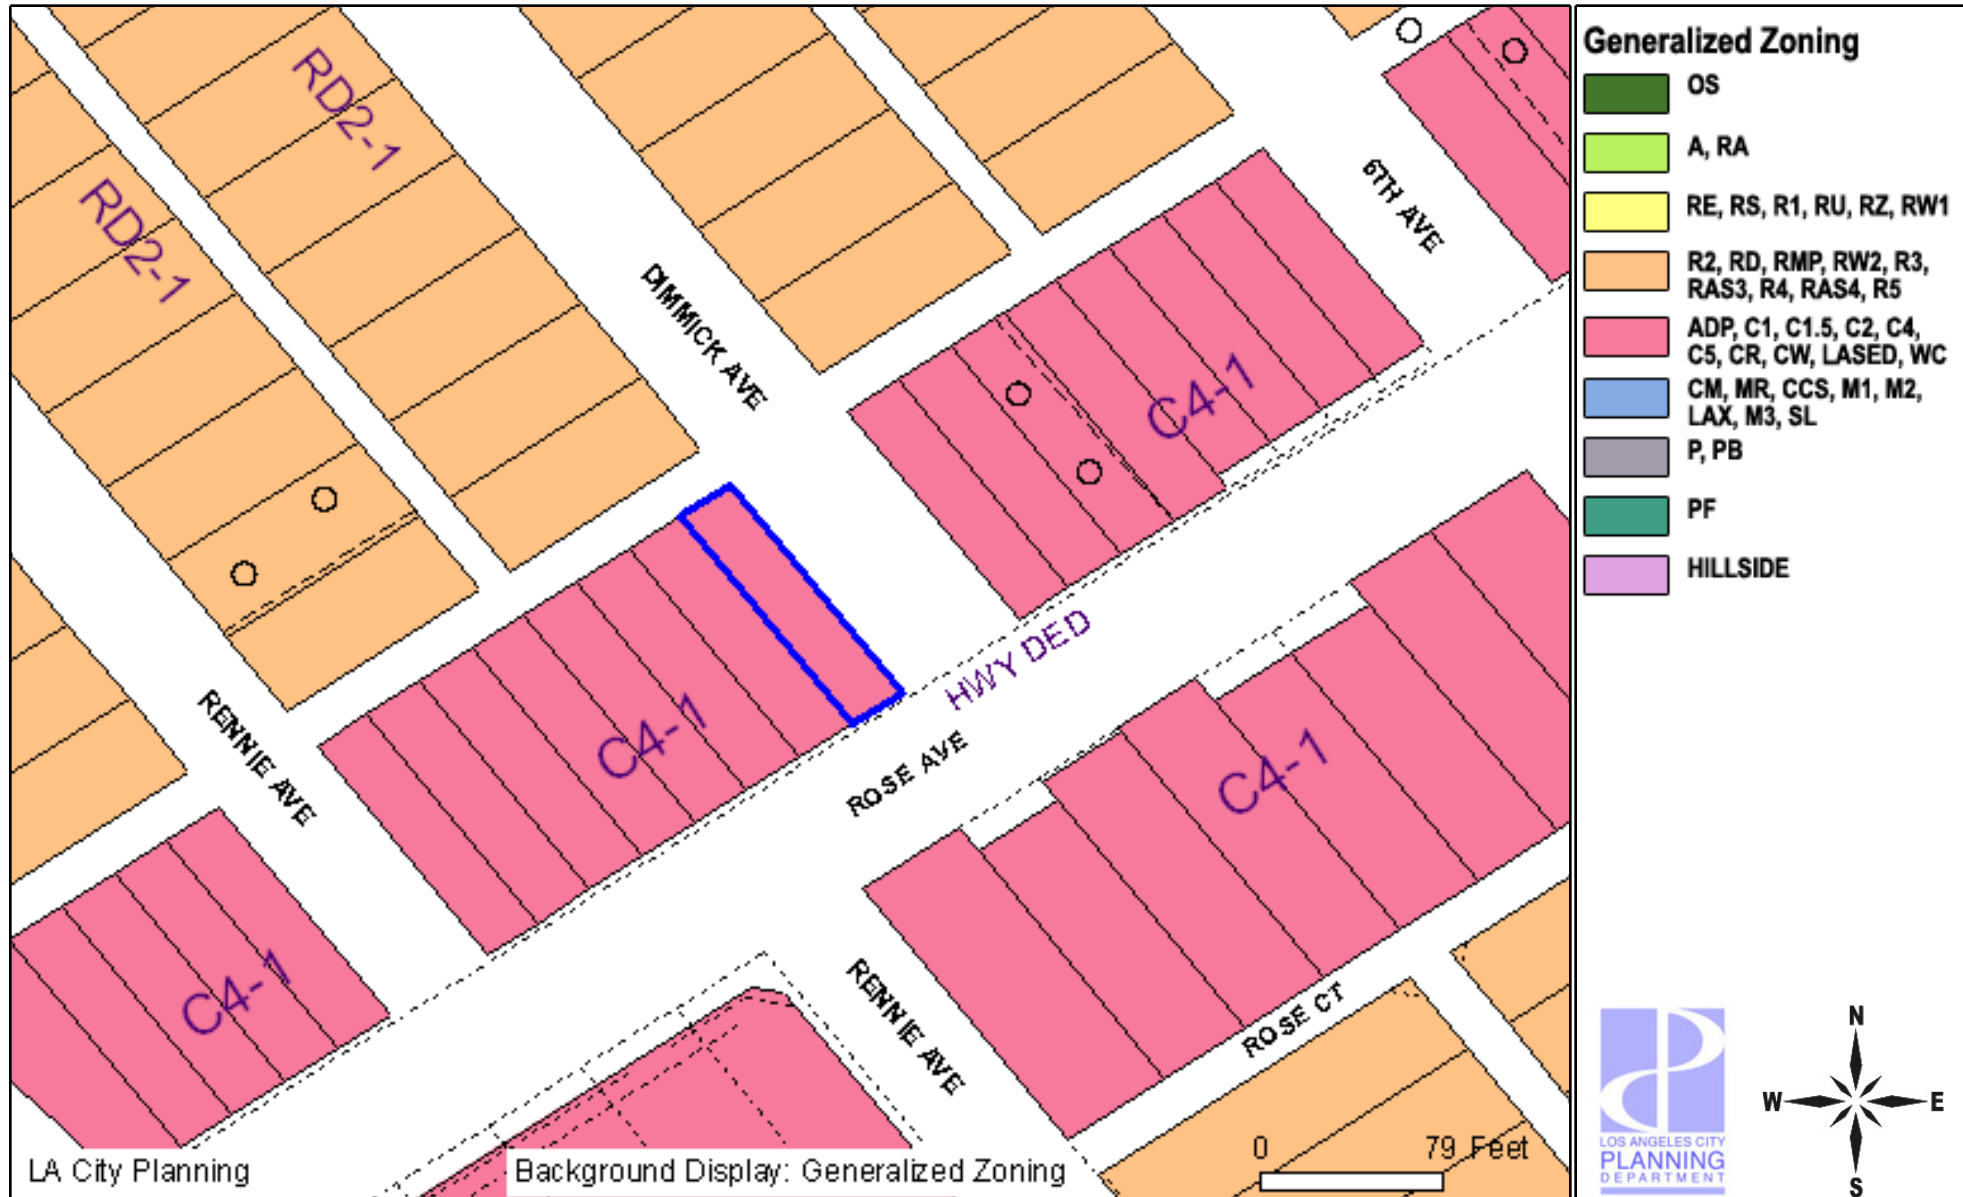 RD2-1
RD2-1
DIMMICK AVE
6TH AVE
C4-1
RENNIE AVE
C4-1
HWY DED
ROSE AVE
C4-1
C4-1
RENNIE AVE
ROSE CT
LA City Planning
Background Display: Generalized Zoning
0 79 Feet
Generalized Zoning
OS
A, RA
RE, RS, R1, RU, RZ, RW1
R2, RD, RMP, RW2, R3,
RAS3, R4, RAS4, R5
ADP, C1, C1.5, C2, C4,
C5, CR, CW, LASED, WC
CM, MR, CCS, M1, M2,
LAX, M3, SL
P, PB
PF
HILLSIDE
LOS ANGELES CITY
PLANNING
DEPARTMENT
N
W E
S